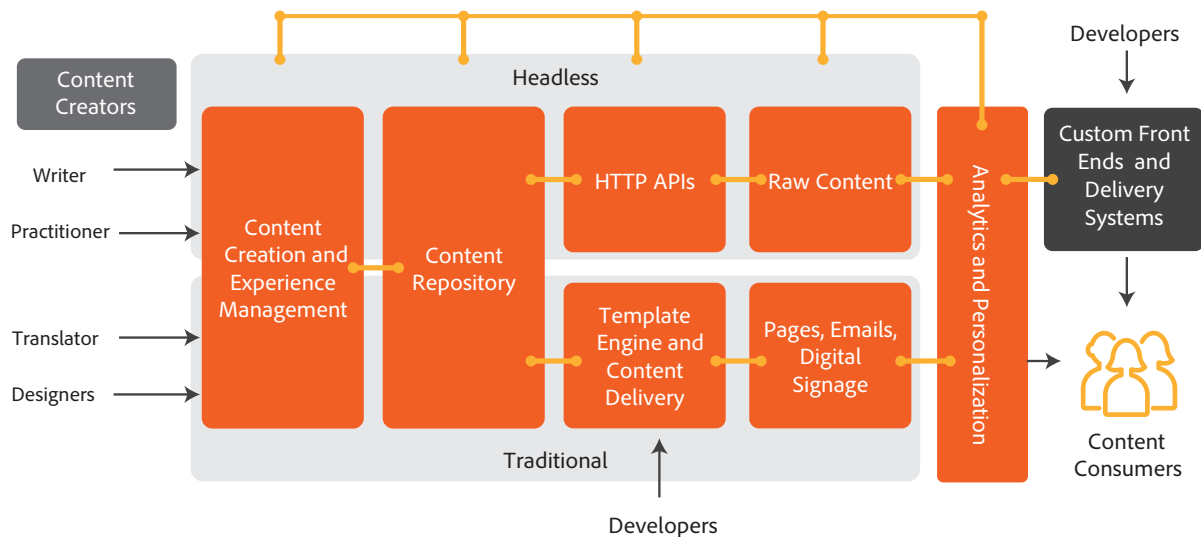 Developers
Headless
Content
Creators
Custom Front
Ends and
Delivery
Systems
HTTP APIs
Raw Content
Writer
Practitioner
Content
Creation and
Experience
Management
Content
Repository
Analytics and Personalization
Template
Engine and
Content
Delivery
Pages, Emails,
Digital
Signage
Translator
Designers
Content
Consumers
Traditional
Developers